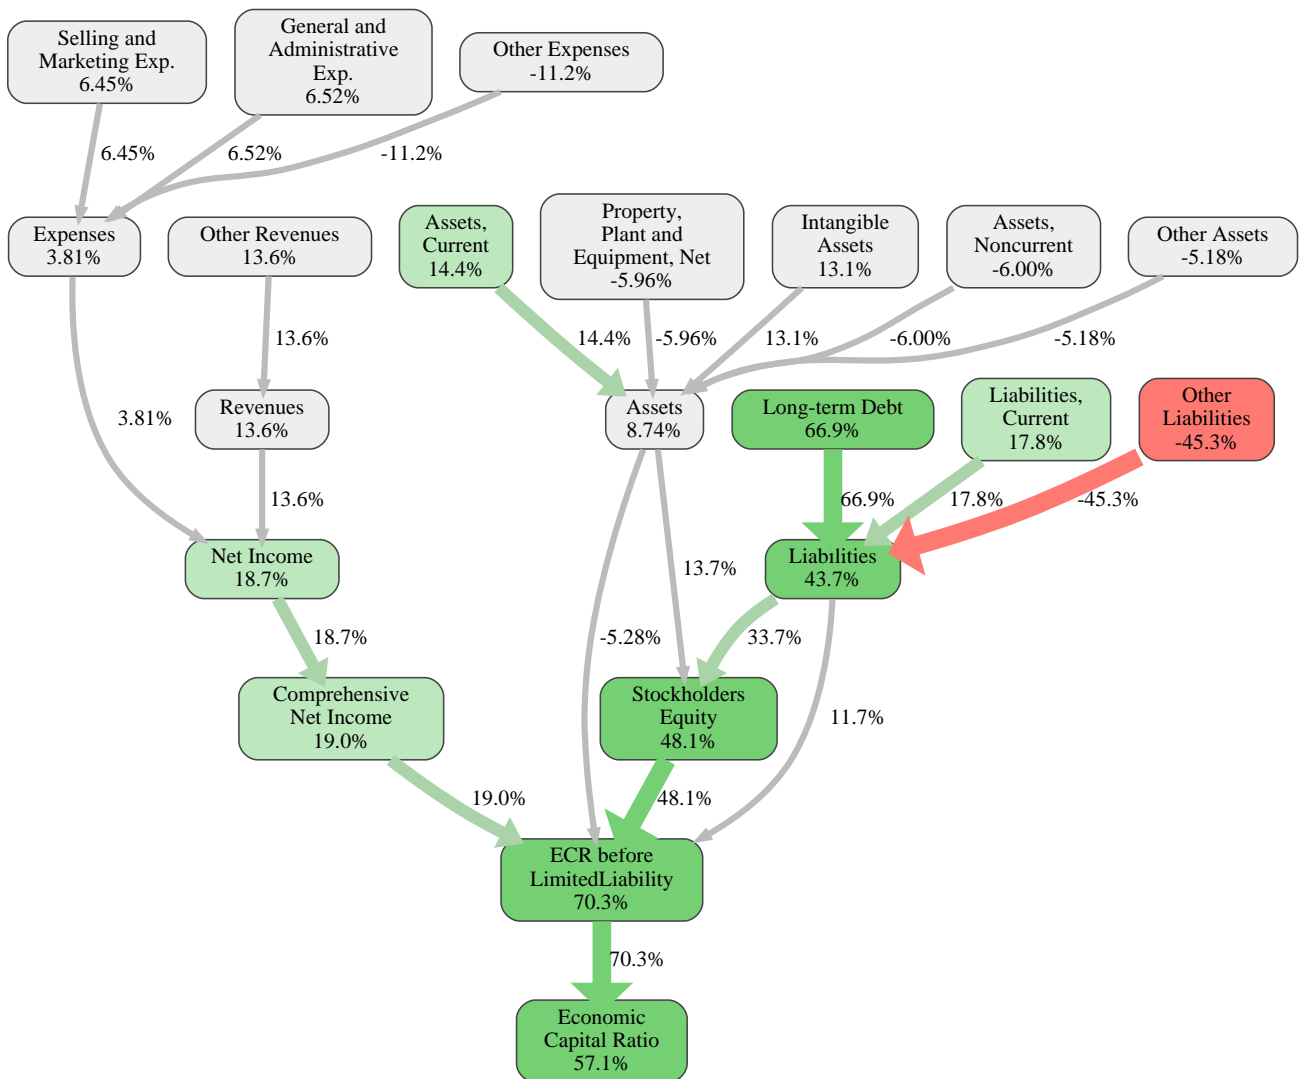 Selling and
Marketing Exp.
6.45%
General and
Administrative
Exp.
6.52%
Other Expenses
-11.2%
6.45%
6.52%
-11.2%
Expenses
3.81%
Other Revenues
13.6%
Assets,
Current
14.4%
Property,
Plant and
Equipment, Net
-5.96%
Intangible
Assets
13.1%
Assets,
Noncurrent
-6.00%
Other Assets
-5.18%
13.6%
14.4%
-5.96%
13.1%
-6.00%
-5.18%
3.81%
Revenues
13.6%
Assets
8.74%
Long-term Debt
66.9%
Liabilities,
Current
17.8%
Other
Liabilities
-45.3%
13.6%
66.9%
17.8%
-45.3%
Net Income
18.7%
13.7%
Liabilities
43.7%
18.7%
-5.28%
33.7%
Comprehensive
Net Income
19.0%
Stockholders
Equity
48.1%
11.7%
19.0%
48.1%
ECR before
LimitedLiability
70.3%
70.3%
Economic
Capital Ratio
57.1%